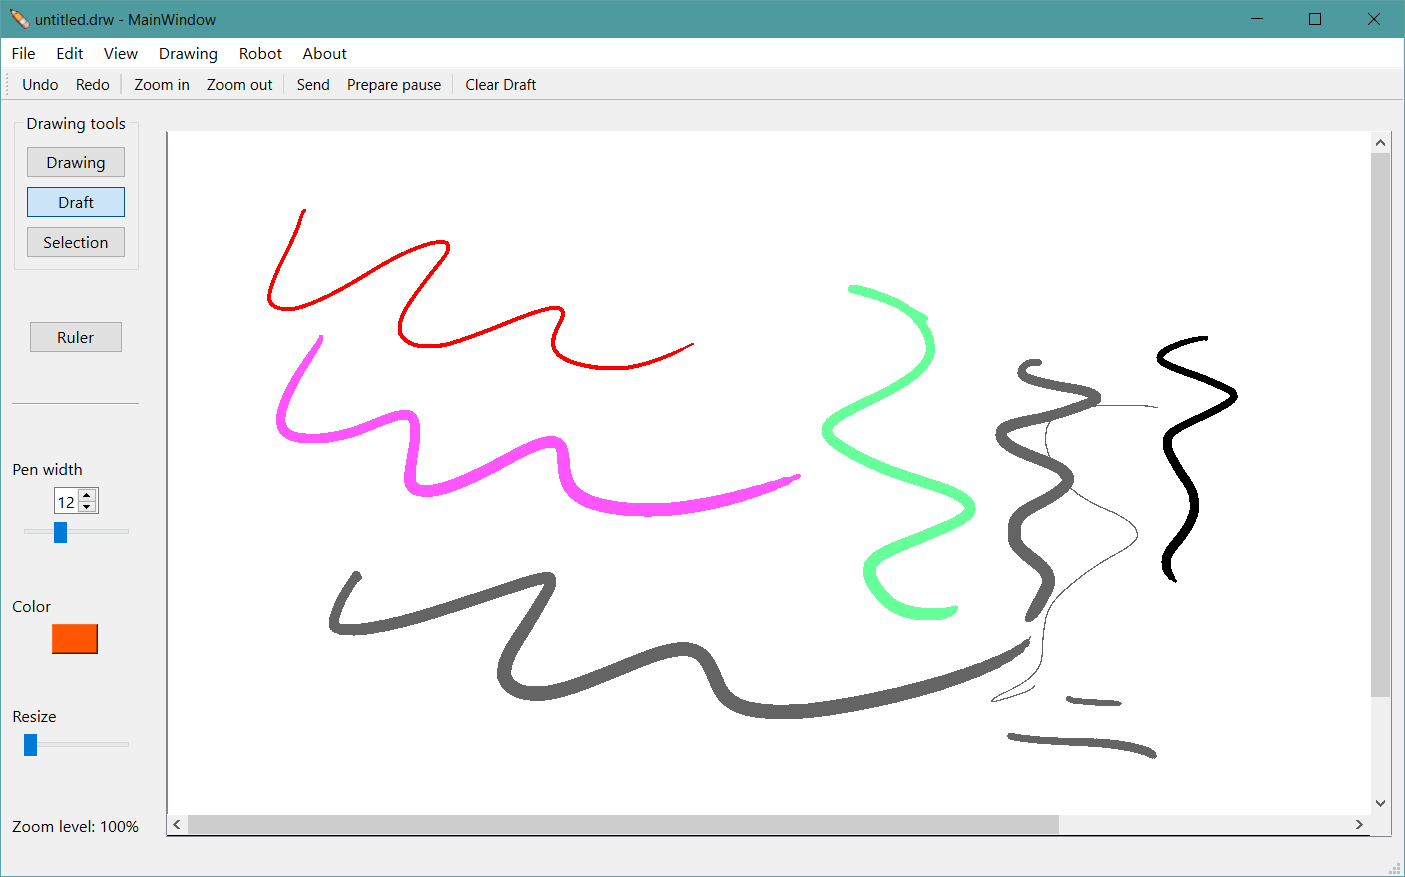 untitled.drw - MainWindow
File Edit View Drawing Robot About
Undo Redo Zoom in Zoom out Send Prepare pause Clear Draft
Drawing tools
Drawing
Draft
Selection
Ruler
Pen width
12
Color
Resize
Zoom level: 100%